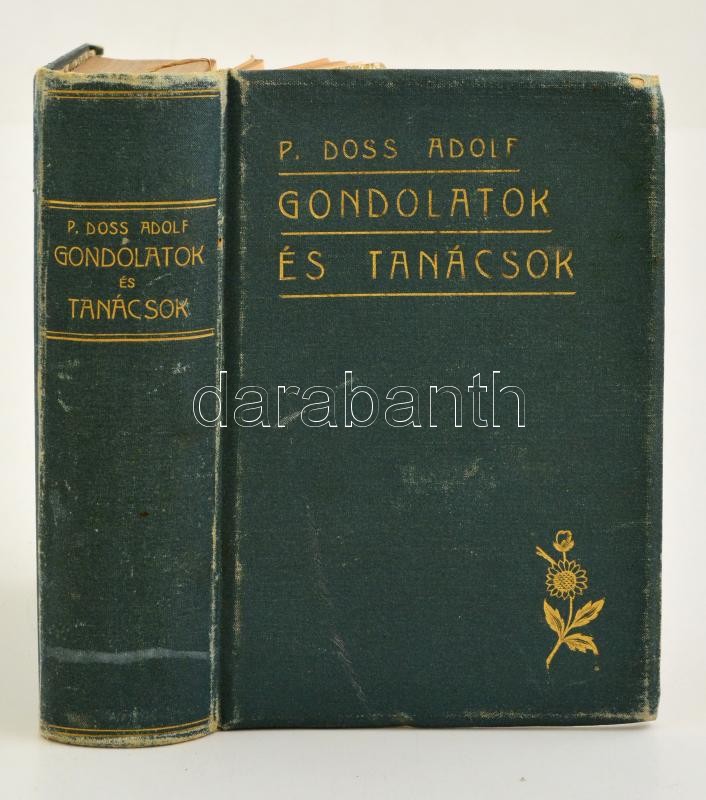 P. DOSS ADOLF
GONDOLATOK
ÉS
TANÁCSOK
P. DOSS ADOLF
GONDOLATOK
ÉS TANÁCSOK
darabanth